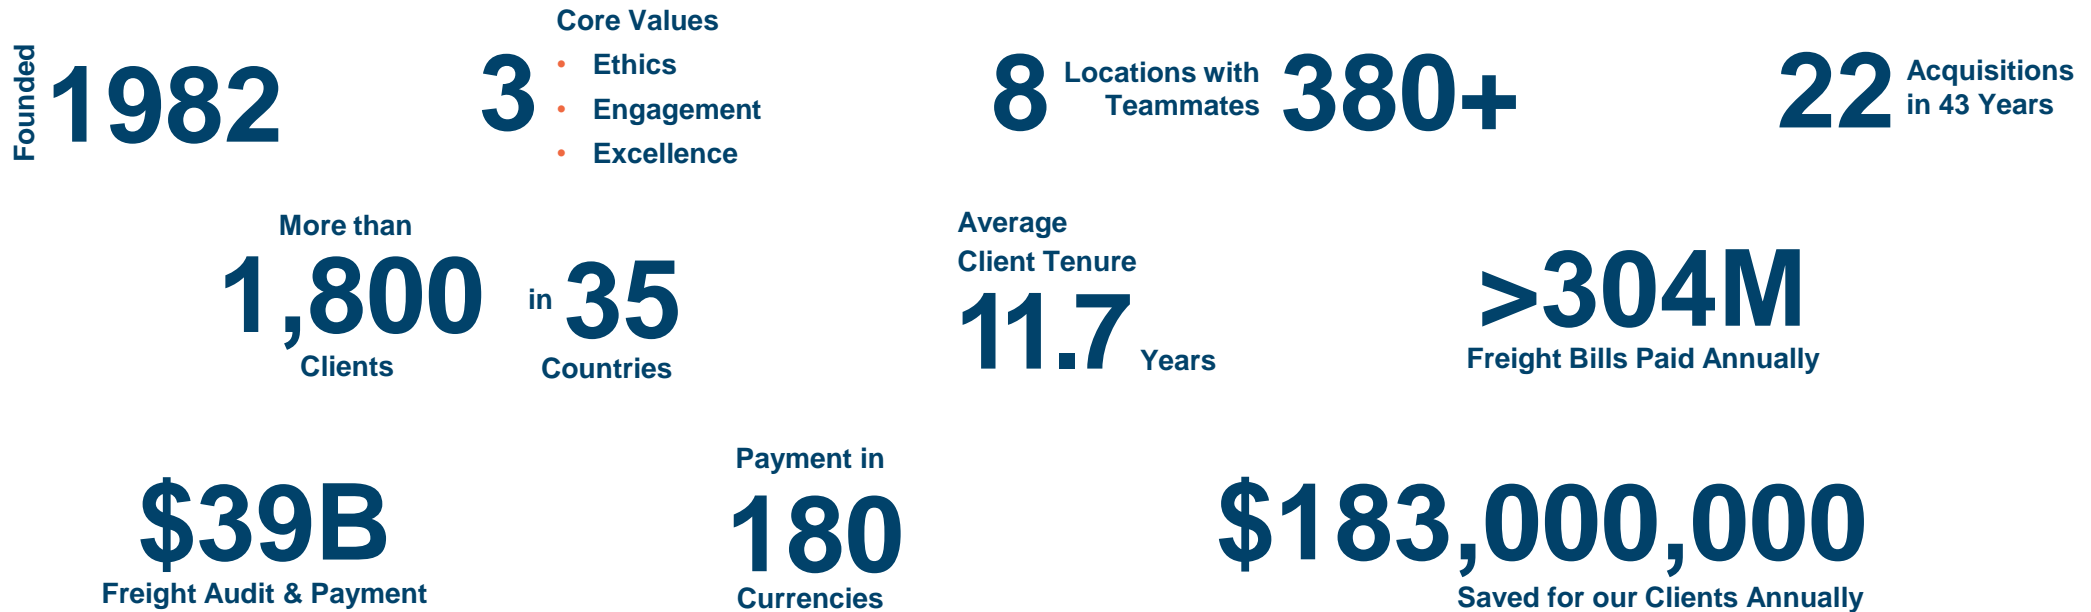 Founded
1982
3
Core Values
• Ethics
• Engagement
• Excellence
8
Locations with
Teammates
380+
22
Acquisitions
in 43 Years
More than
1,800
Clients
in
35
Countries
Average
Client Tenure
11.7
Years
>304M
Freight Bills Paid Annually
$39B
Freight Audit & Payment
Payment in
180
Currencies
$183,000,000
Saved for our Clients Annually